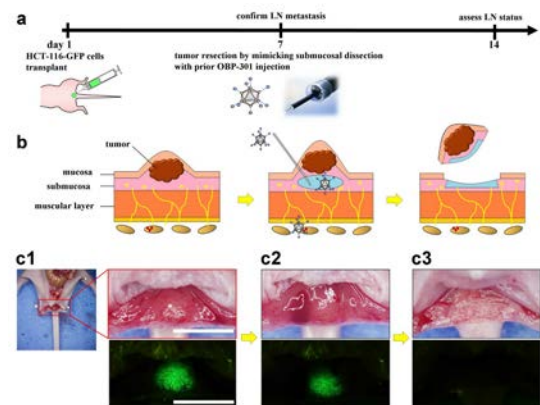 a
confirm LN metastasis
assess LN status
day 1
7
14
HCT-116-GFP cells
transplant
tumor resection by mimicking submucosal dissection
with prior OBP-301 injection
b
tumor
mucosa
submucosa
muscular layer
c1
c2
c3